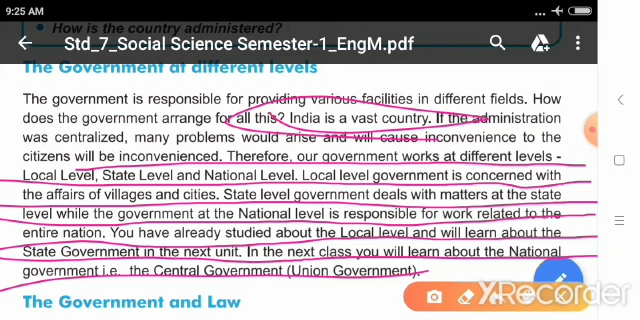 9:25 AM
How is the country administered?
Std_7_Social Science Semester-1_EngM.pdf
The Government at different levels
The government is responsible for providing various facilities in different fields. How
does the government arrange for all this? India is a vast country. If the administration
was centralized, many problems would arise and will cause inconvenience to the
citizens will be inconvenienced. Therefore, our government works at different levels -
Local Level, State Level and National Level. Local level government is concerned with
the affairs of villages and cities. State level government deals with matters at the state
level while the government at the National level is responsible for work related to the
entire nation. You have already studied about the Local level and will learn about the
State Government in the next unit. In the next class you will learn about the National
government i.e. the Central Government (Union Government).
The Government and Law
XRecorder